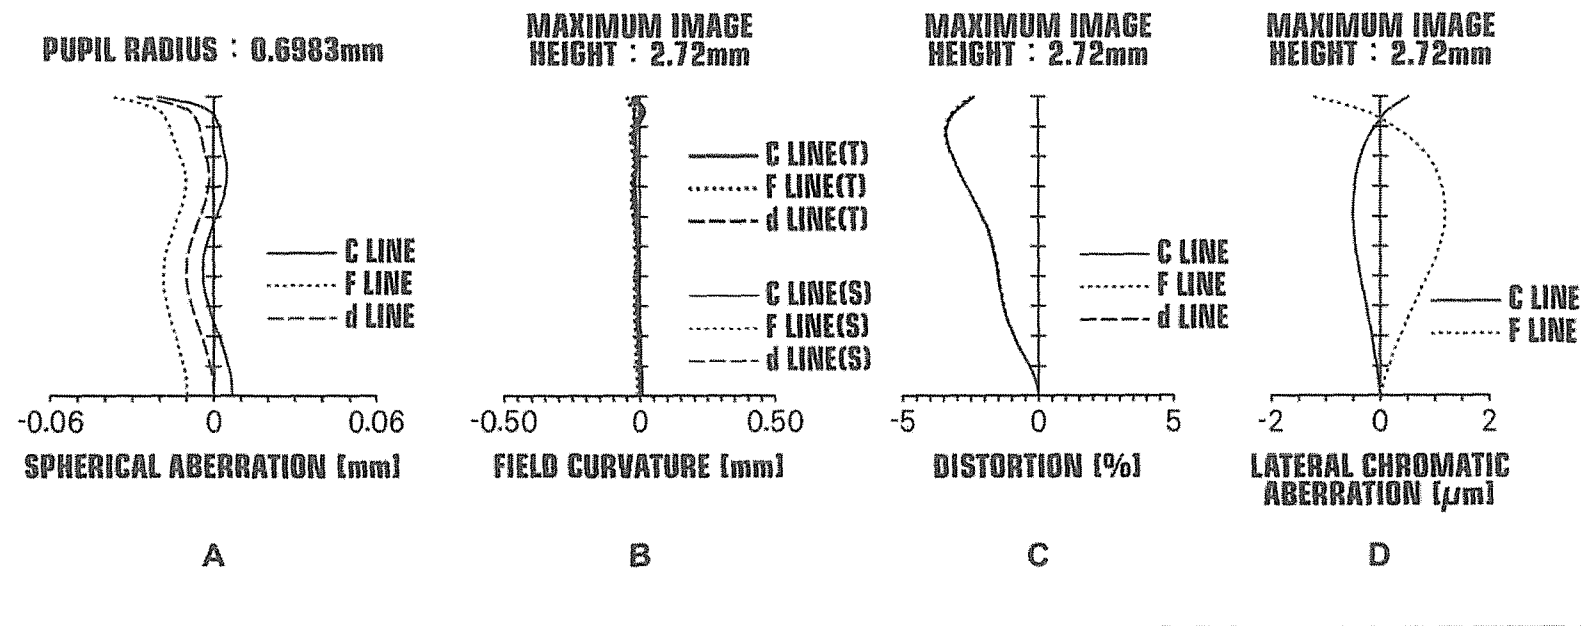 PUPIL RADIUS : 0.6983mm
C LINE
F LINE
d LINE
-0.06 0 0.06
SPHERICAL ABERRATION [mm]
A
MAXIMUM IMAGE
HEIGHT : 2.72mm
C LINE(T)
F LINE(T)
d LINE(T)
C LINE(S)
F LINE(S)
d LINE(S)
-0.50 0 0.50
FIELD CURVATURE [mm]
B
MAXIMUM IMAGE
HEIGHT : 2.72mm
C LINE
F LINE
d LINE
-5 0 5
DISTORTION [%]
C
MAXIMUM IMAGE
HEIGHT : 2.72mm
C LINE
F LINE
-2 0 2
LATERAL CHROMATIC
ABERRATION [μm]
D